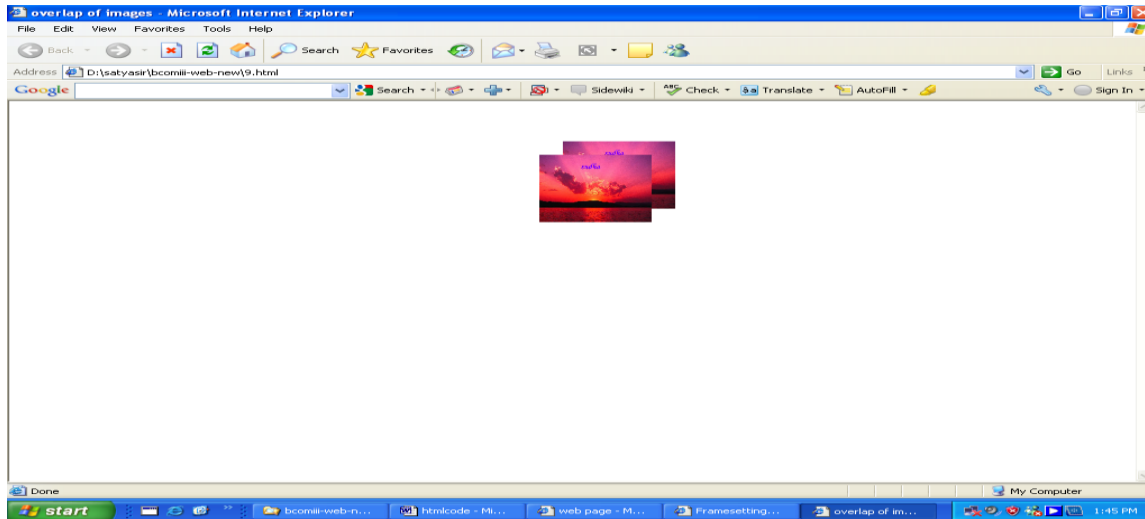 overlap of images - Microsoft Internet Explorer
File Edit View Favorites Tools Help
Back Search Favorites
Address D:\satyasir\bcomiii-web-new\9.html Go Links
Google Search Sidewiki Check Translate AutoFill Sign In
Done My Computer
start bcomiii-web-n... htmlcode - Mi... web page - M... Framesetting... overlap of im... 1:45 PM